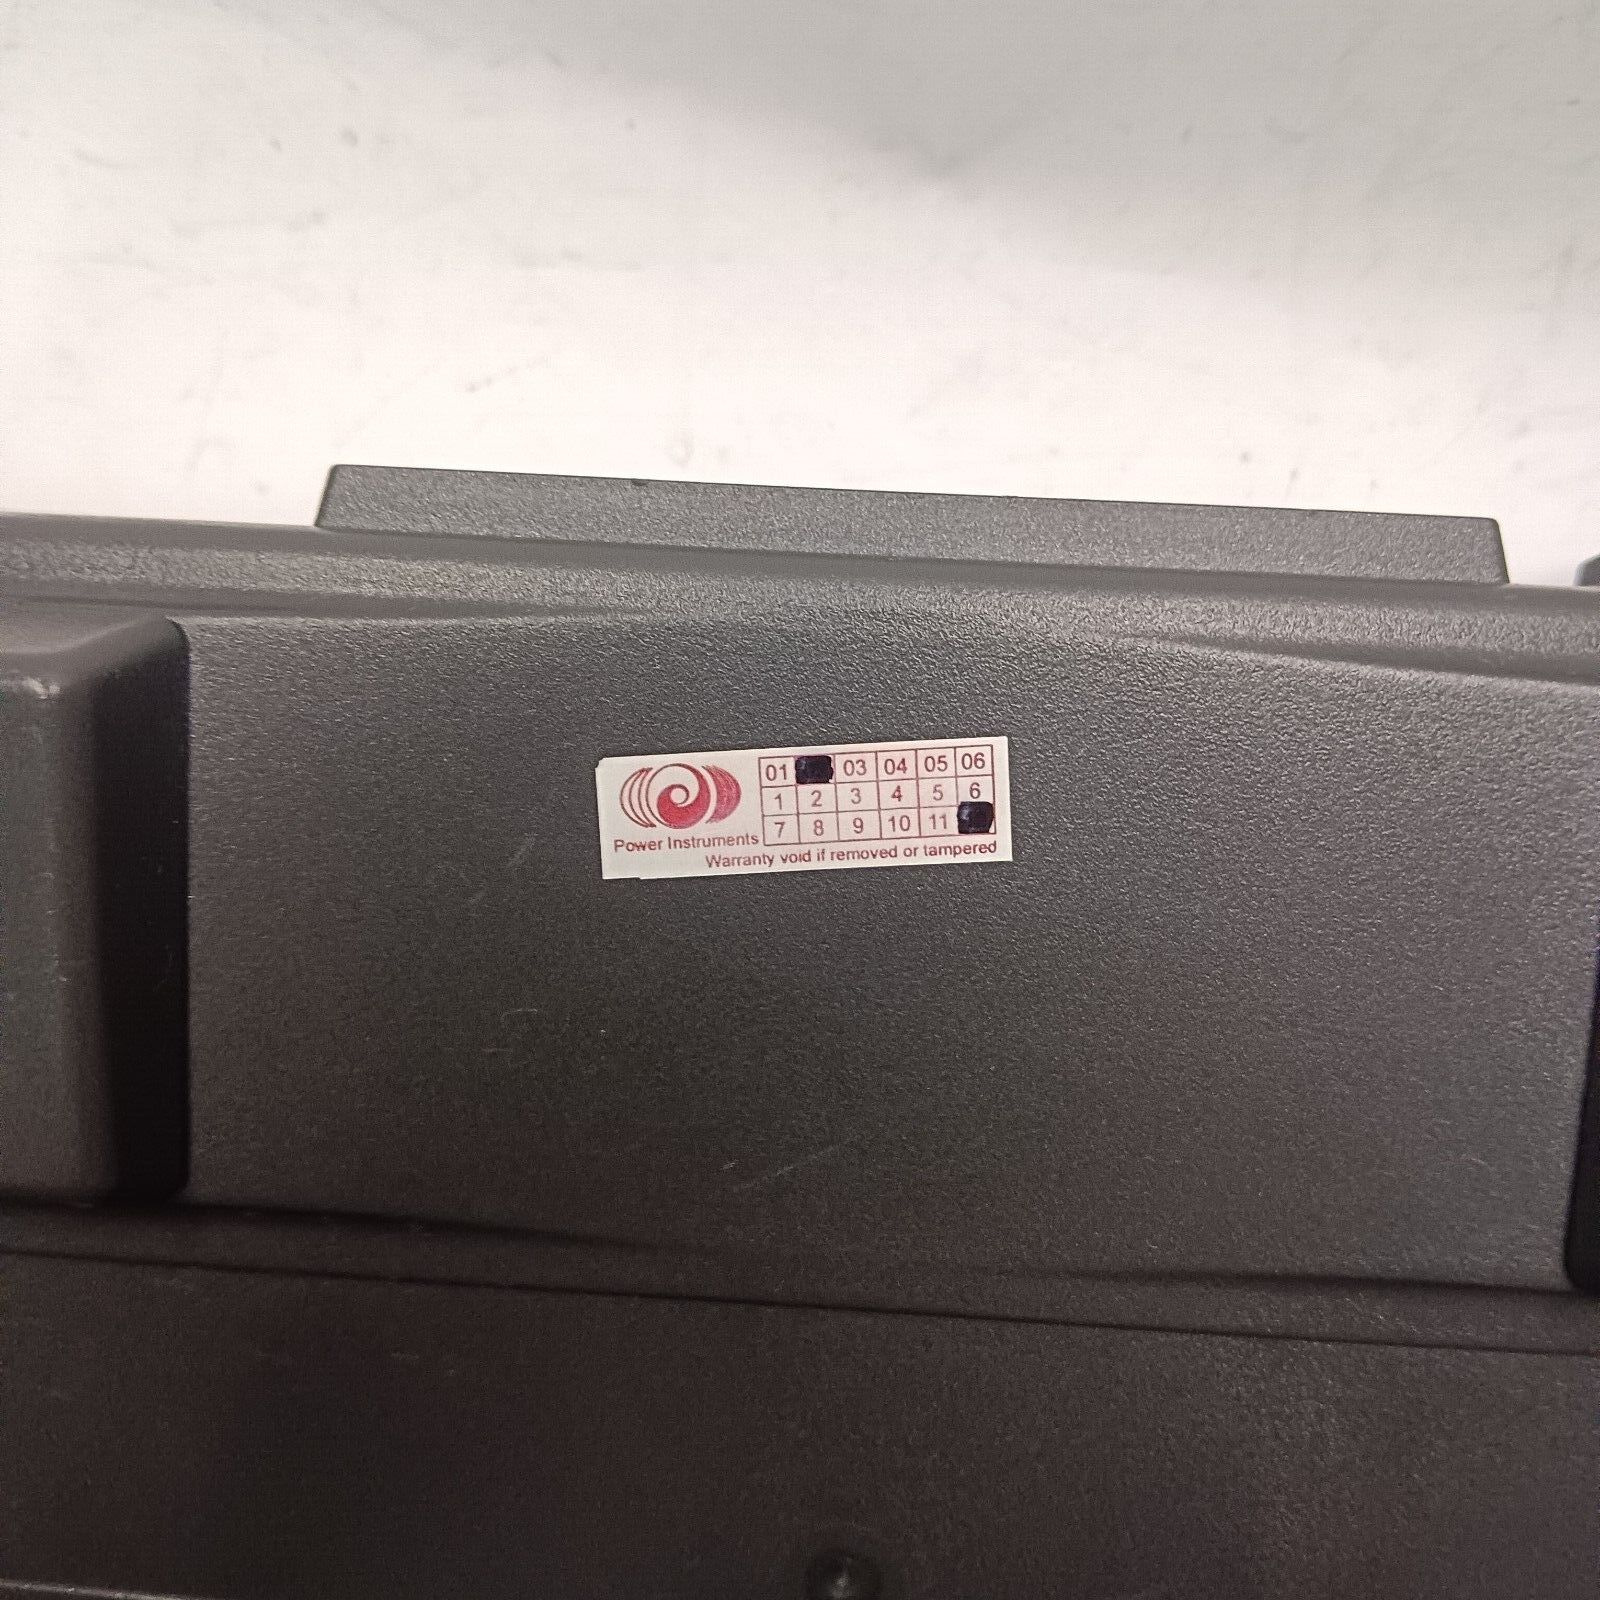 01 03 04 05 06
1 2 3 4 5 6
7 8 9 10 11
Power Instruments
Warranty void if removed or tampered